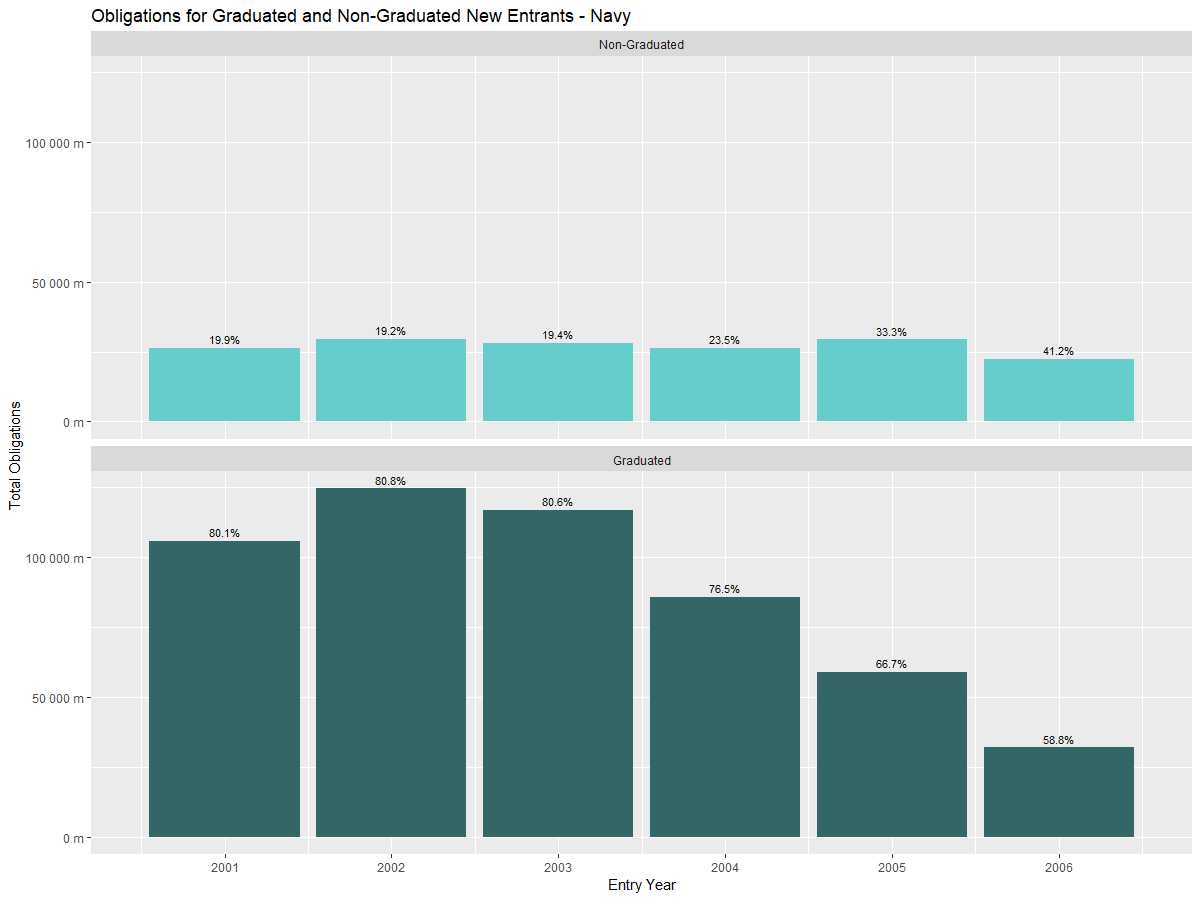 Obligations for Graduated and Non-Graduated New Entrants - Navy
Non-Graduated
100 000 m
50 000 m
0 m
19.9%
19.2%
19.4%
23.5%
33.3%
41.2%
Total Obligations
Graduated
100 000 m
50 000 m
0 m
80.1%
80.8%
80.6%
76.5%
66.7%
58.8%
2001 2002 2003 2004 2005 2006
Entry Year